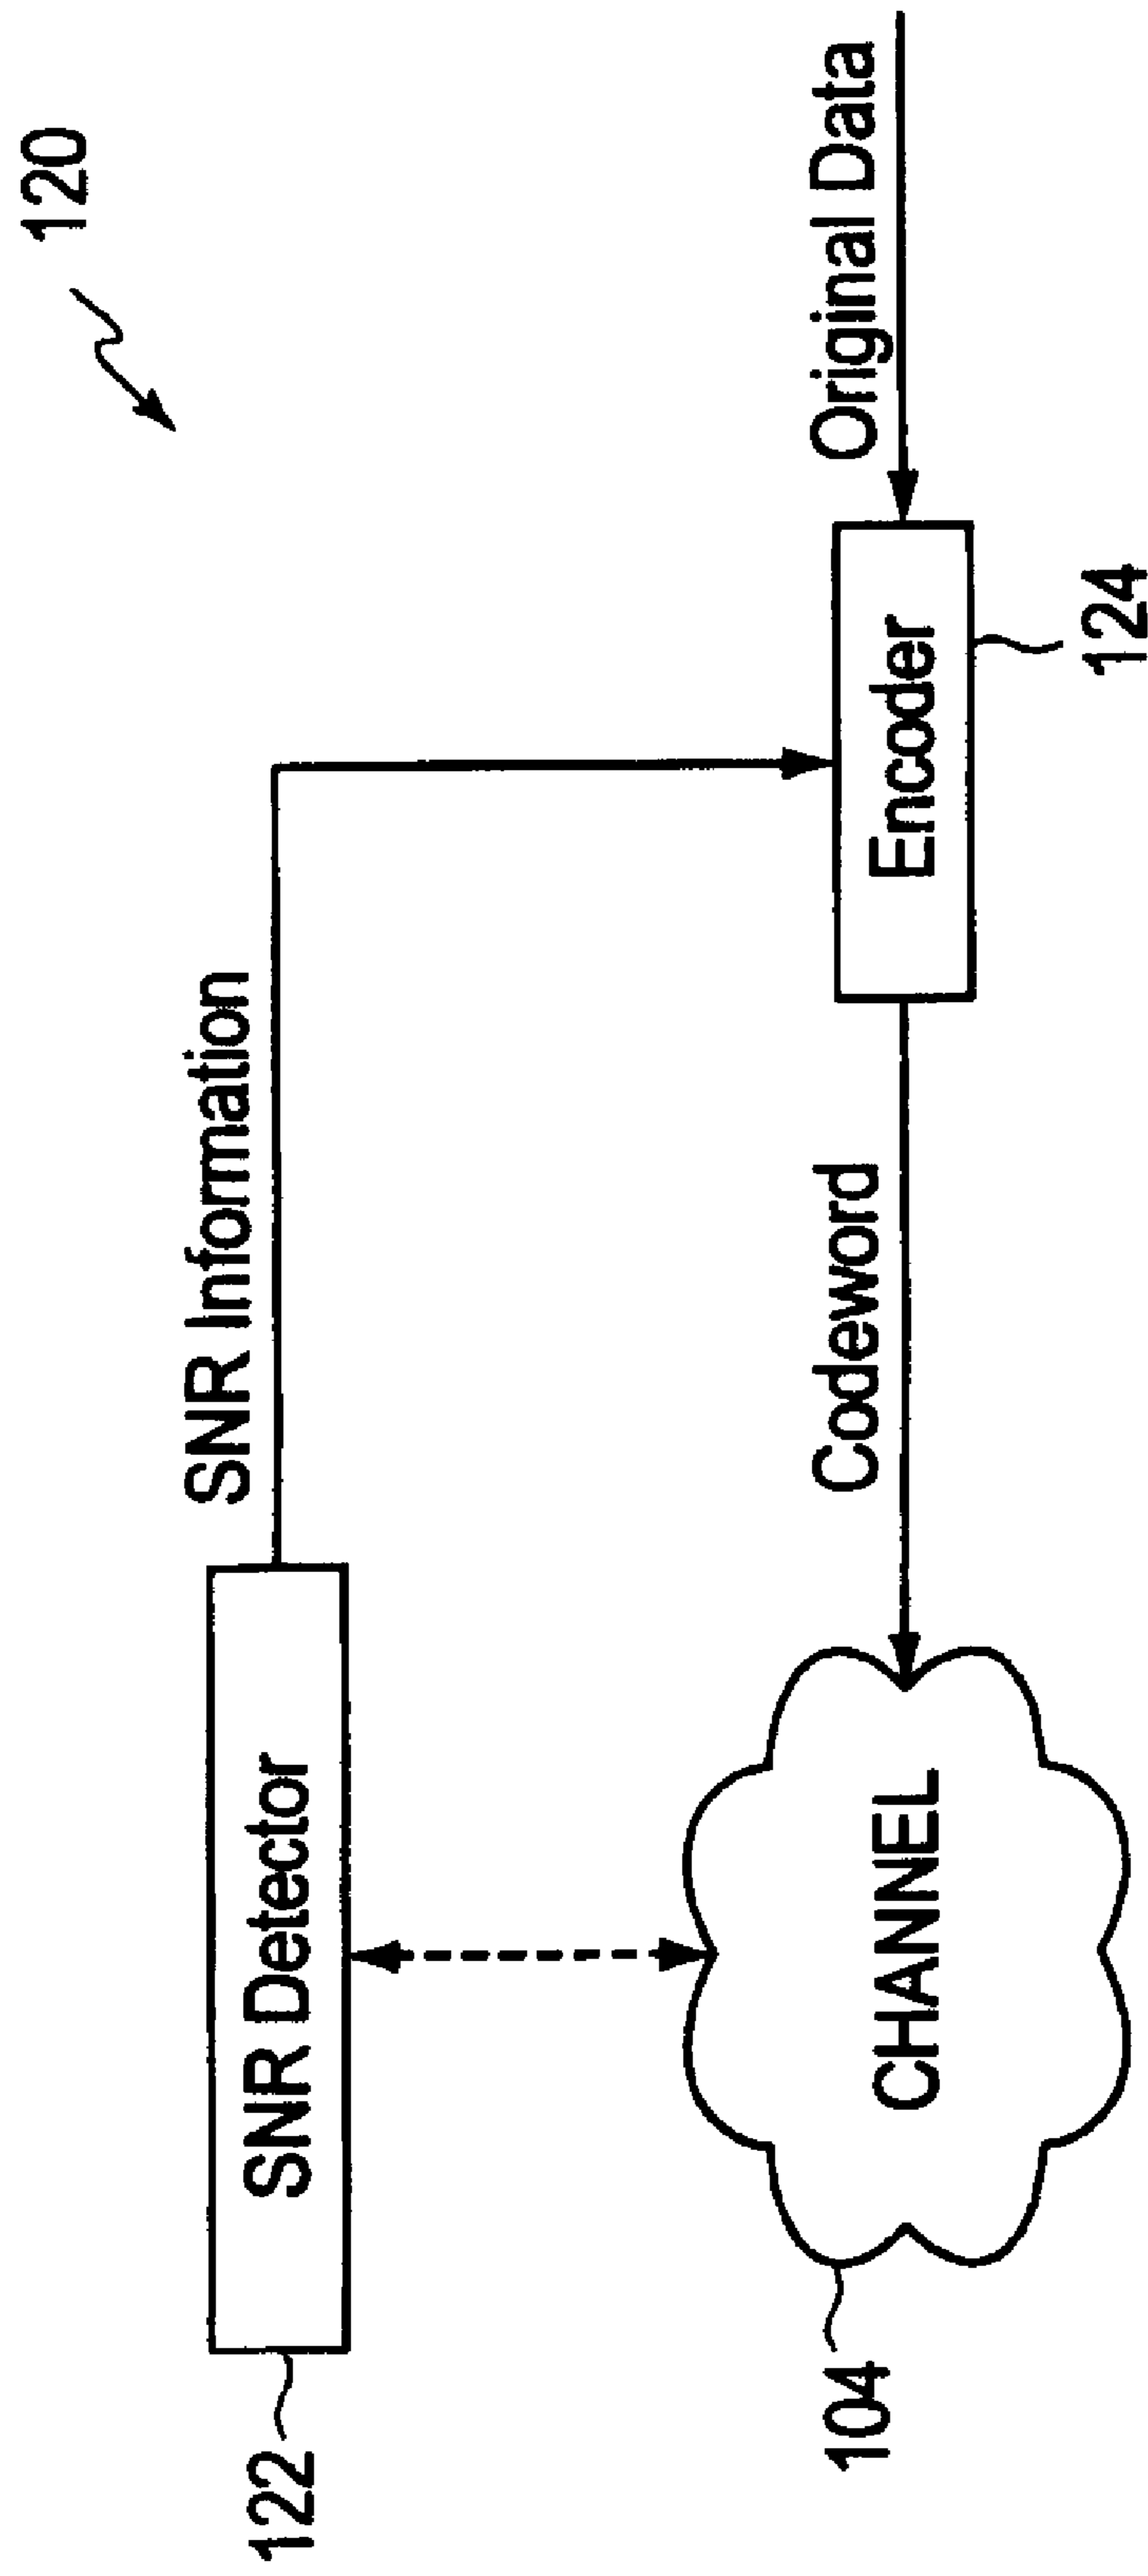 120
SNR Information
SNR Detector
122
Original Data
Encoder
124
Codeword
CHANNEL
104